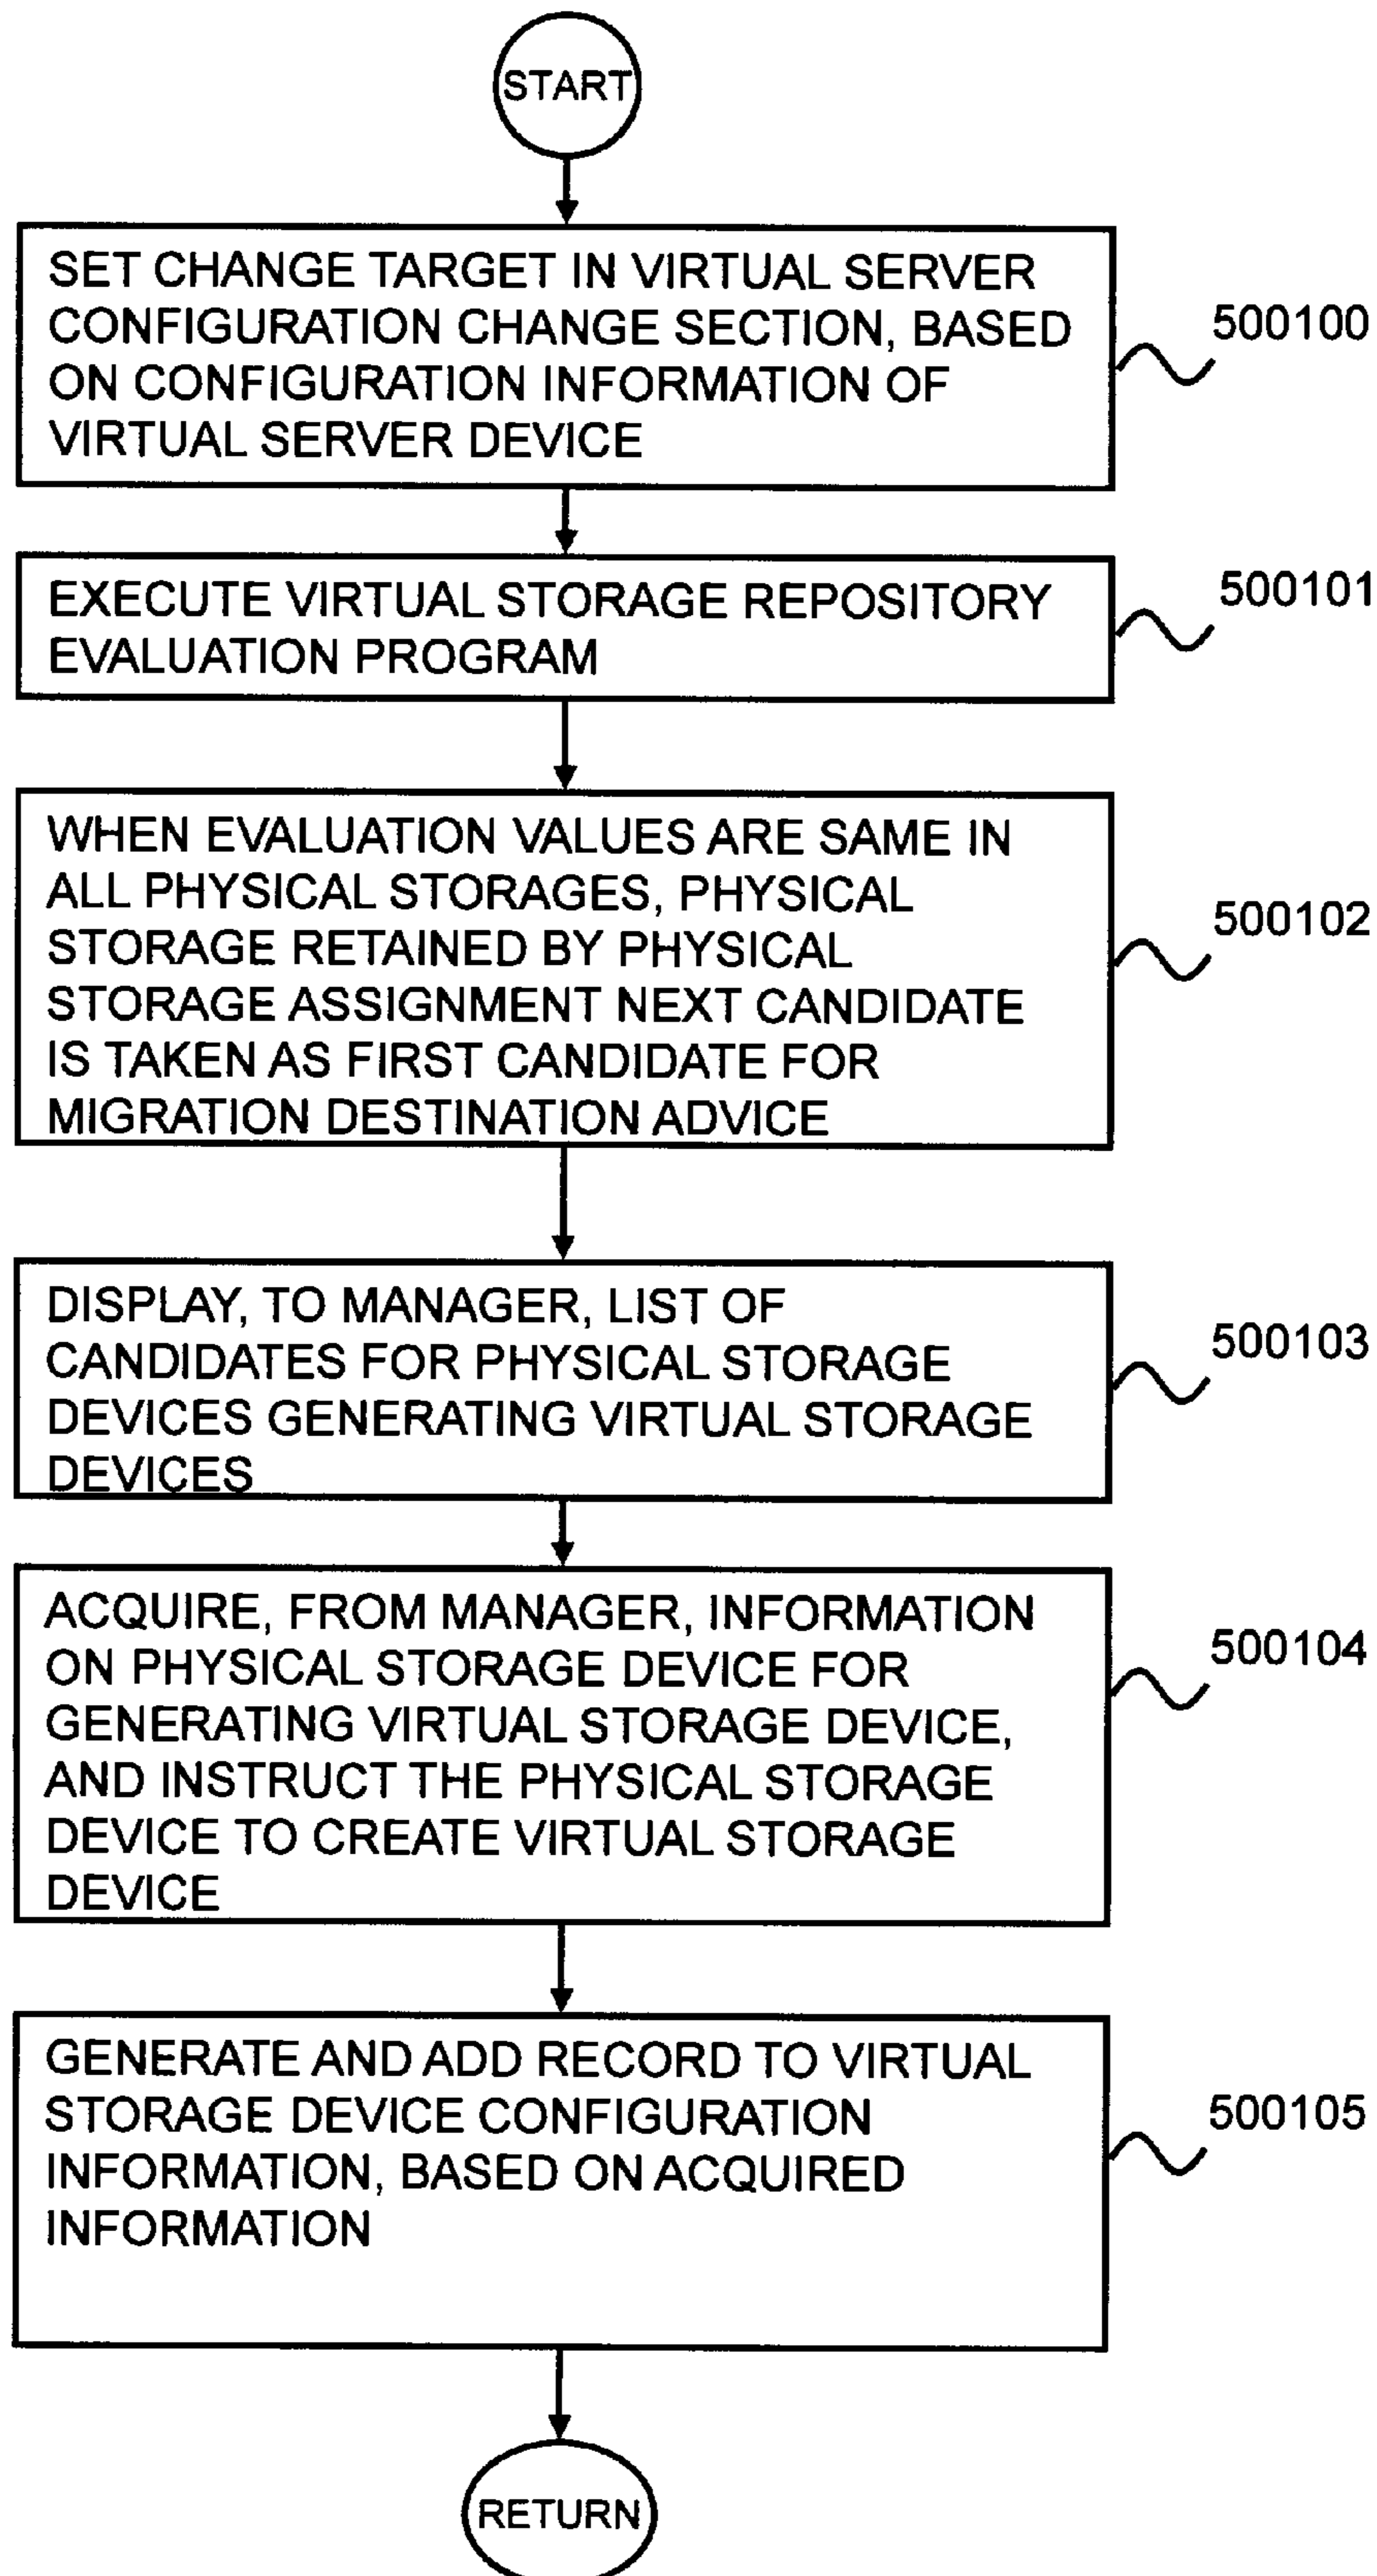 START
SET CHANGE TARGET IN VIRTUAL SERVER
CONFIGURATION CHANGE SECTION, BASED
ON CONFIGURATION INFORMATION OF
VIRTUAL SERVER DEVICE
500100
EXECUTE VIRTUAL STORAGE REPOSITORY
EVALUATION PROGRAM
500101
WHEN EVALUATION VALUES ARE SAME IN
ALL PHYSICAL STORAGES, PHYSICAL
STORAGE RETAINED BY PHYSICAL
STORAGE ASSIGNMENT NEXT CANDIDATE
IS TAKEN AS FIRST CANDIDATE FOR
MIGRATION DESTINATION ADVICE
500102
DISPLAY, TO MANAGER, LIST OF
CANDIDATES FOR PHYSICAL STORAGE
DEVICES GENERATING VIRTUAL STORAGE
DEVICES
500103
ACQUIRE, FROM MANAGER, INFORMATION
ON PHYSICAL STORAGE DEVICE FOR
GENERATING VIRTUAL STORAGE DEVICE,
AND INSTRUCT THE PHYSICAL STORAGE
DEVICE TO CREATE VIRTUAL STORAGE
DEVICE
500104
GENERATE AND ADD RECORD TO VIRTUAL
STORAGE DEVICE CONFIGURATION
INFORMATION, BASED ON ACQUIRED
INFORMATION
500105
RETURN